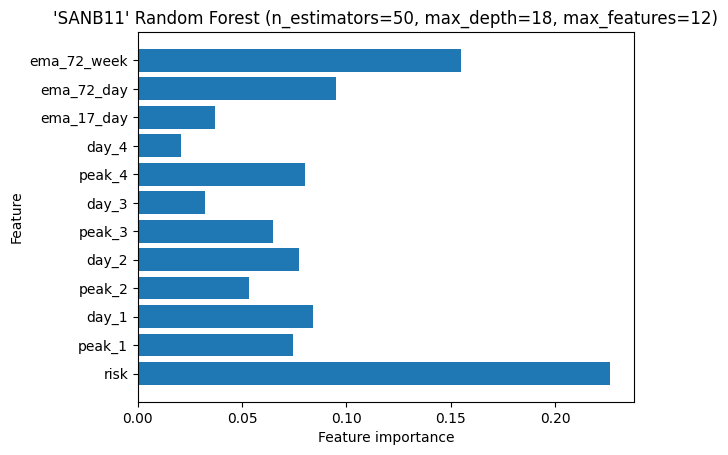 'SANB11' Random Forest (n_estimators=50, max_depth=18, max_features=12)
ema_72_week
ema_72_day
ema_17_day
day_4
peak_4
day_3
peak_3
day_2
peak_2
day_1
peak_1
risk
Feature
0.00 0.05 0.10 0.15 0.20
Feature importance